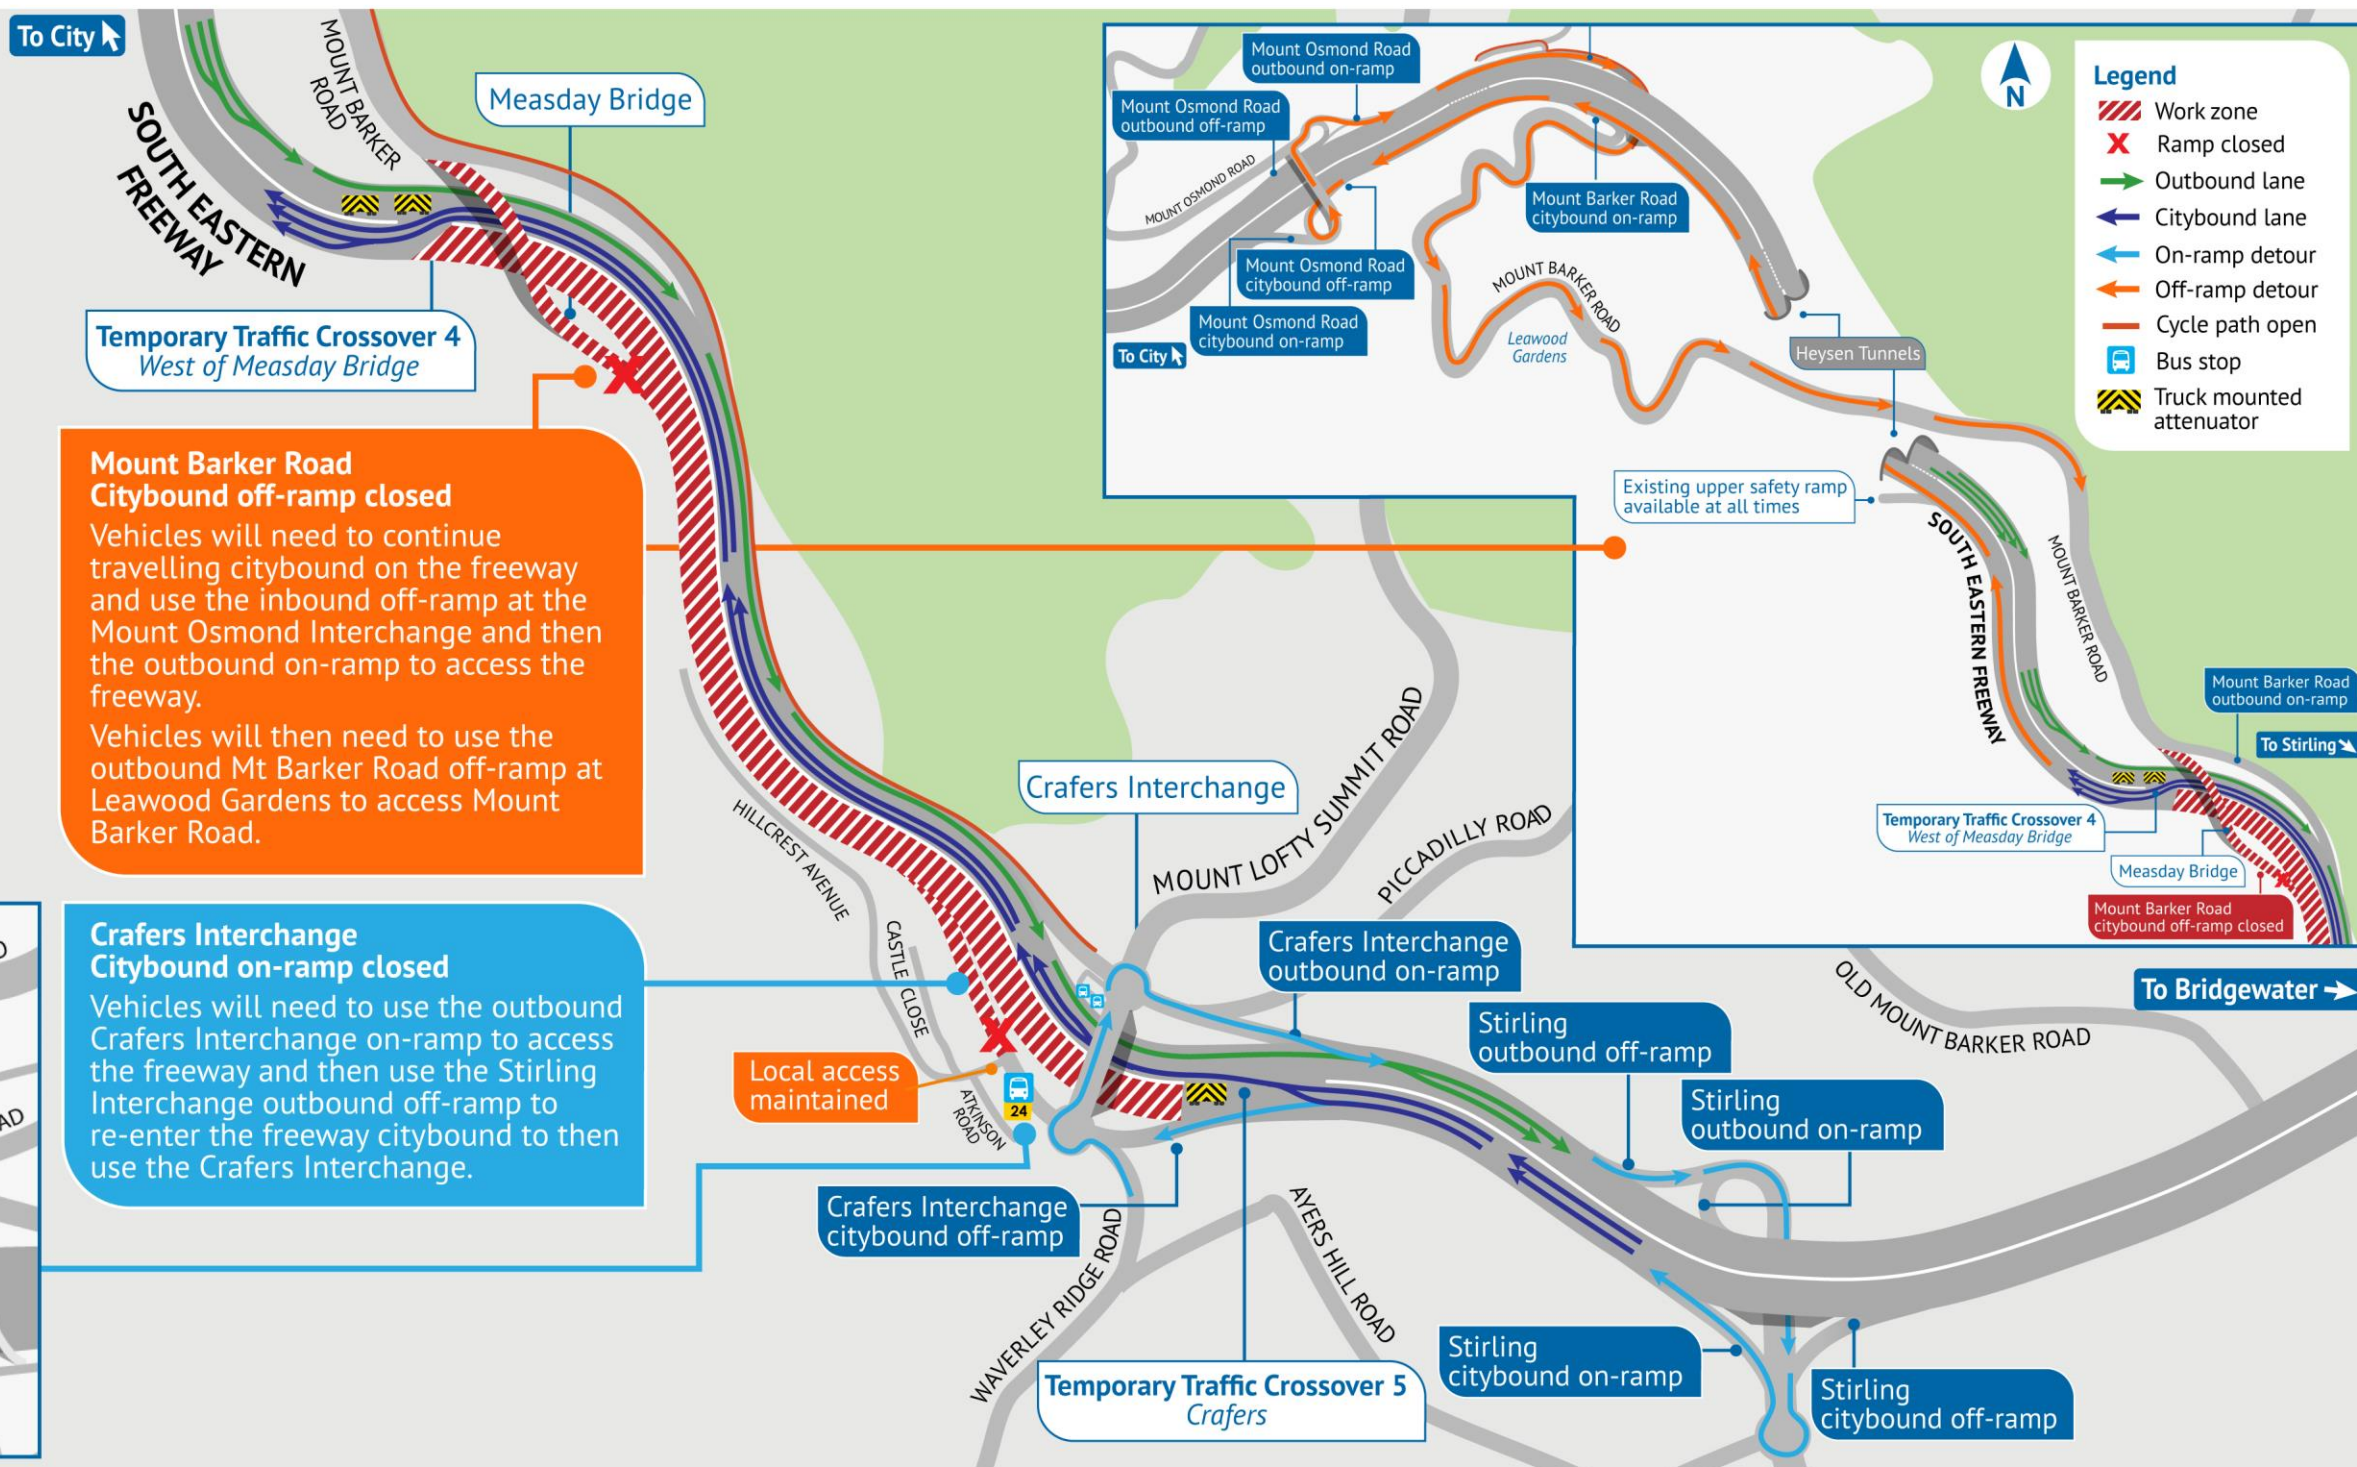 To City
MOUNT BARKER
ROAD
Measday Bridge
SOUTH EASTERN
FREEWAY
Temporary Traffic Crossover 4
West of Measday Bridge
Mount Barker Road
Citybound off-ramp closed
Vehicles will need to continue
travelling citybound on the freeway
and use the inbound off-ramp at the
Mount Osmond Interchange and then
the outbound on-ramp to access the
freeway.
Vehicles will then need to use the
outbound Mt Barker Road off-ramp at
Leawood Gardens to access Mount
Barker Road.
Crafers Interchange
Citybound on-ramp closed
Vehicles will need to use the outbound
Crafers Interchange on-ramp to access
the freeway and then use the Stirling
Interchange outbound off-ramp to
re-enter the freeway citybound to then
use the Crafers Interchange.
HILLCREST AVENUE
CASTLE CLOSE
Local access
maintained
24
ATKINSON
ROAD
Crafers Interchange
MOUNT LOFTY SUMMIT ROAD
PICCADILLY ROAD
Crafers Interchange
outbound on-ramp
Stirling
outbound off-ramp
Stirling
outbound on-ramp
OLD MOUNT BARKER ROAD
To Bridgewater
Crafers Interchange
citybound off-ramp
WAVERLEY RIDGE ROAD
AYERS HILL ROAD
Temporary Traffic Crossover 5
Crafers
Stirling
citybound on-ramp
Stirling
citybound off-ramp
Mount Osmond Road
outbound on-ramp
Mount Osmond Road
outbound off-ramp
MOUNT OSMOND ROAD
Mount Barker Road
citybound on-ramp
Mount Osmond Road
citybound off-ramp
Mount Osmond Road
citybound on-ramp
To City
MOUNT BARKER ROAD
Leawood
Gardens
Heysen Tunnels
Existing upper safety ramp
available at all times
SOUTH EASTERN FREEWAY
MOUNT BARKER ROAD
Mount Barker Road
outbound on-ramp
To Stirling
Temporary Traffic Crossover 4
West of Measday Bridge
Measday Bridge
Mount Barker Road
citybound off-ramp closed
N
Legend
Work zone
X Ramp closed
Outbound lane
Citybound lane
On-ramp detour
Off-ramp detour
Cycle path open
Bus stop
Truck mounted
attenuator